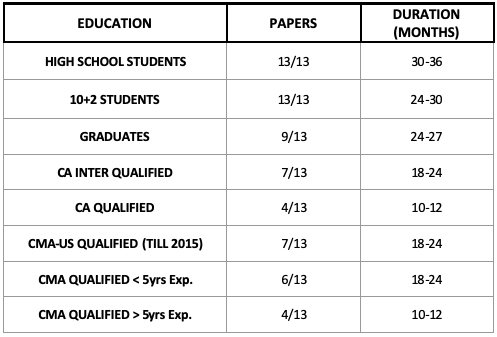 EDUCATION PAPERS DURATION
(MONTHS)
HIGH SCHOOL STUDENTS 13/13 30-36
10+2 STUDENTS 13/13 24-30
GRADUATES 9/13 24-27
CA INTER QUALIFIED 7/13 18-24
CA QUALIFIED 4/13 10-12
CMA-US QUALIFIED (TILL 2015) 7/13 18-24
CMA QUALIFIED < 5yrs Exp. 6/13 18-24
CMA QUALIFIED > 5yrs Exp. 4/13 10-12